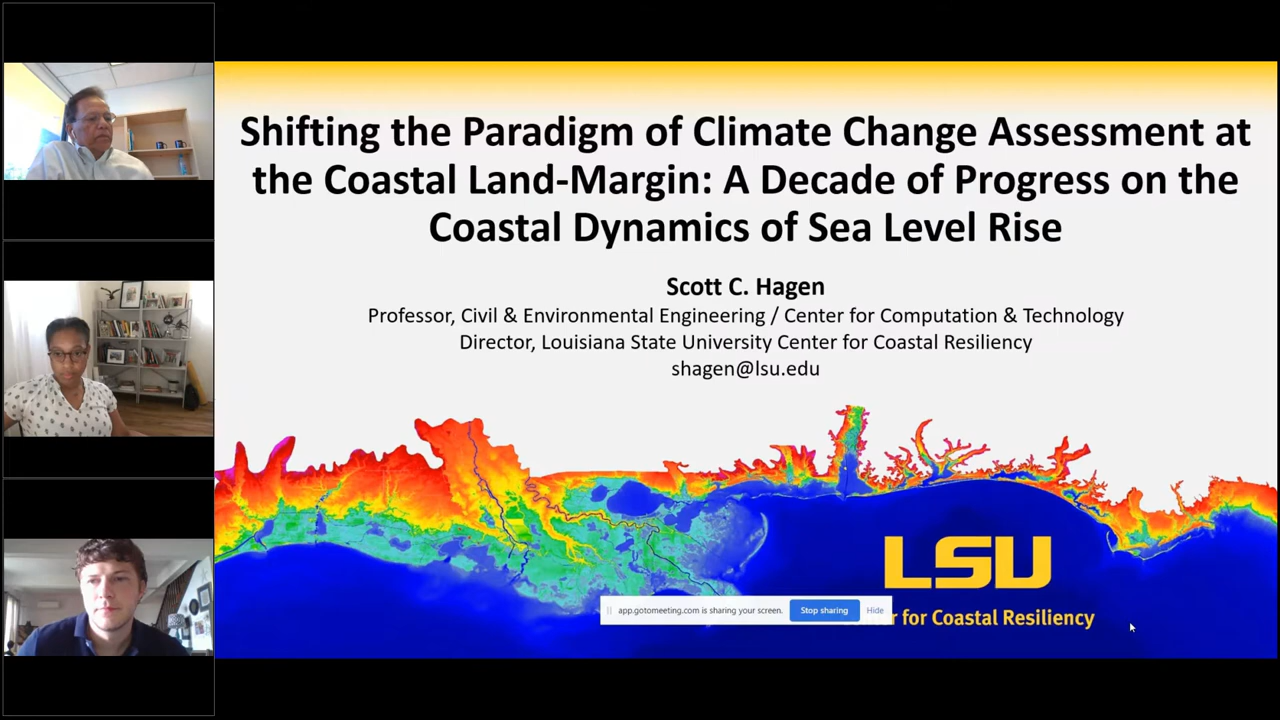 Shifting the Paradigm of Climate Change Assessment at
the Coastal Land-Margin: A Decade of Progress on the
Coastal Dynamics of Sea Level Rise
Scott C. Hagen
Professor, Civil & Environmental Engineering / Center for Computation & Technology
Director, Louisiana State University Center for Coastal Resiliency
shagen@lsu.edu
LSU
app.gotomeeting.com is sharing your screen. Stop sharing Hide
for Coastal Resiliency